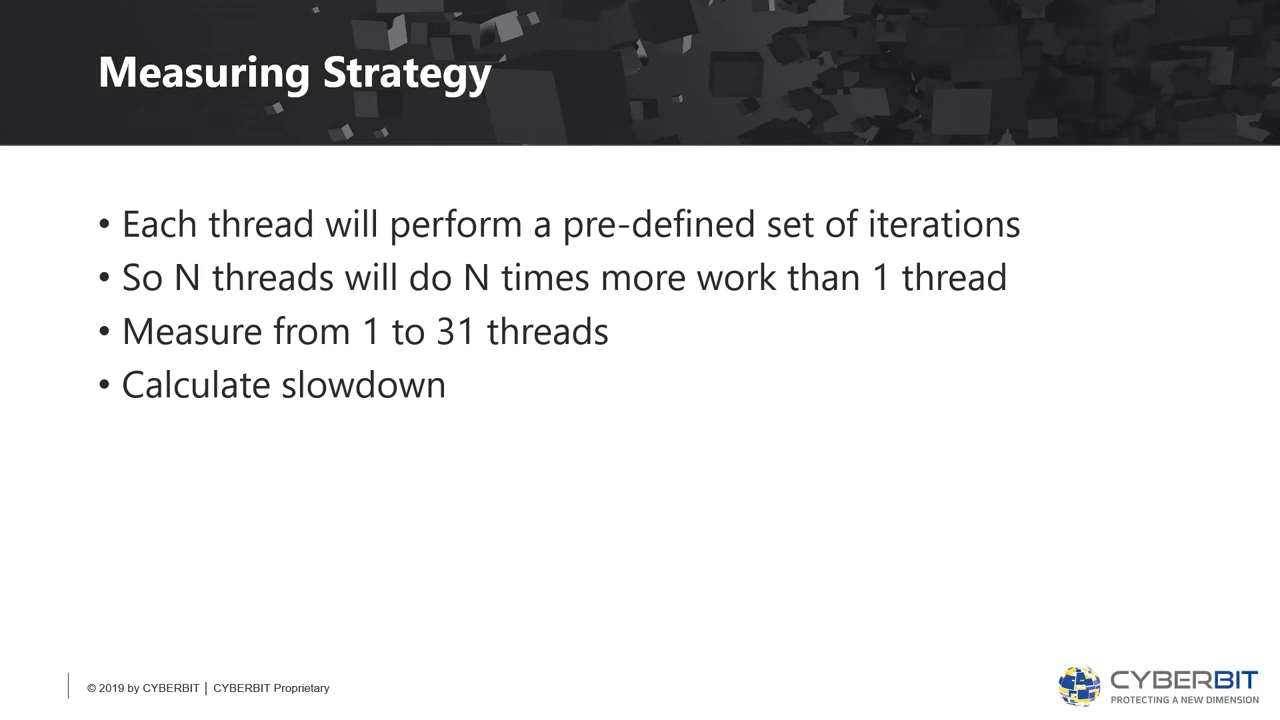 Measuring Strategy
• Each thread will perform a pre-defined set of iterations
• So N threads will do N times more work than 1 thread
• Measure from 1 to 31 threads
• Calculate slowdown
© 2019 by CYBERBIT | CYBERBIT Proprietary
CYBERBIT
PROTECTING A NEW DIMENSION